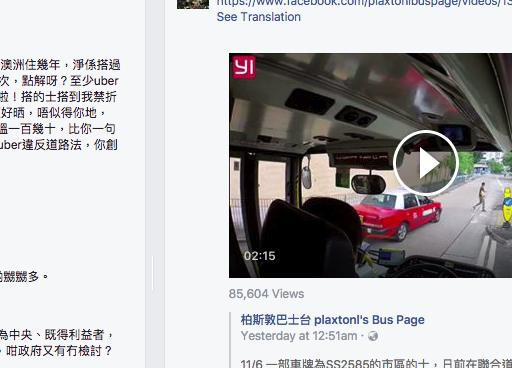 澳洲住幾年，淨係搭過
次，點解呀？至少uber
啦！搭的士搭到我禁折
好晒，唔似得你地，
一百幾十，比你一句
uber違反道路法，你創
嬲嬲多。
為中央、既得利益者，
，咁政府又有冇檢討？
https://www.facebook.com/plaxtonlbuspage/videos/13
See Translation
YI
02:15
85,604 Views
柏斯敦巴士台 plaxtonl's Bus Page
Yesterday at 12:51am ·
11/6 一部車牌為SS2585的市區的士，日前在聯合道